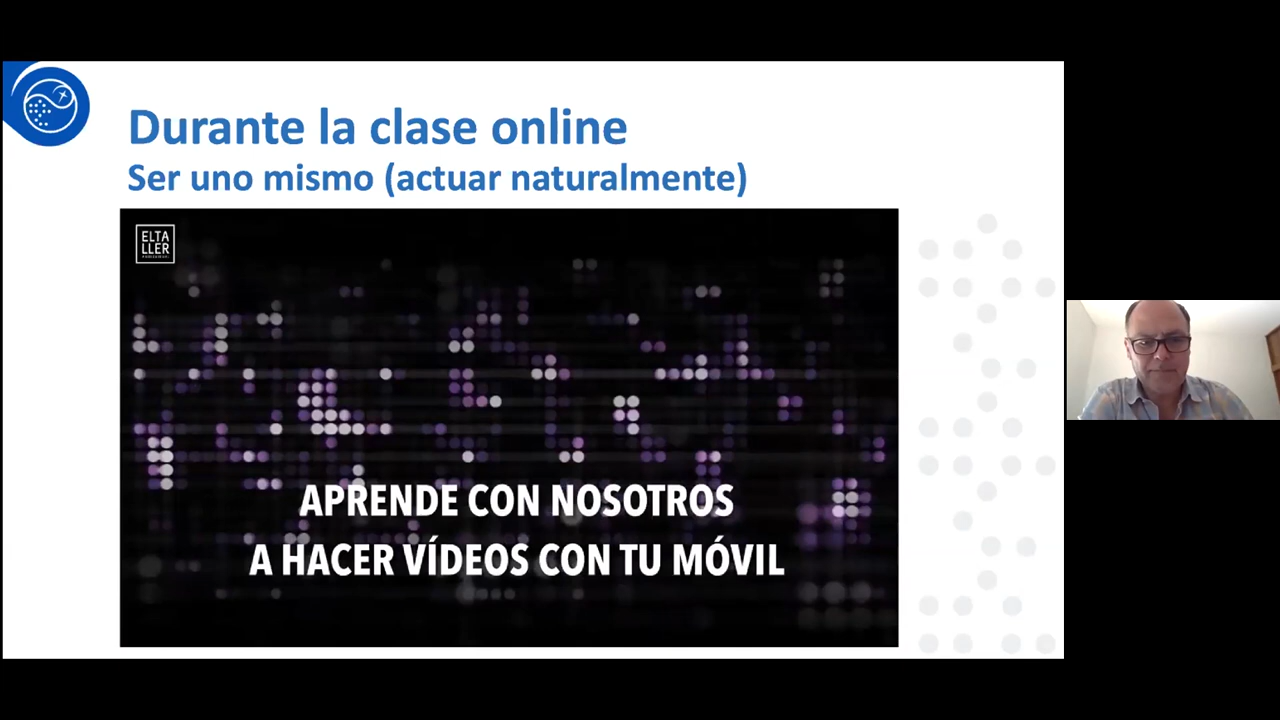 Durante la clase online
Ser uno mismo (actuar naturalmente)
ELTA
LLER
APRENDE CON NOSOTROS
A HACER VÍDEOS CON TU MÓVIL